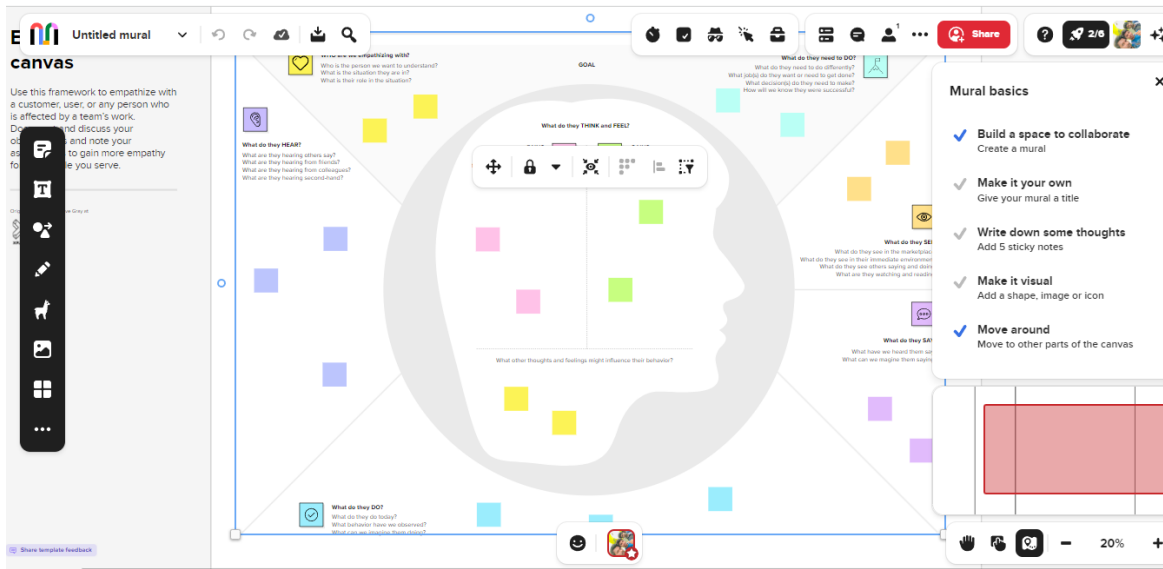 Untitled mural
1
Share
2/6
canvas
Use this framework to empathize with
a customer, user, or any person who
is affected by a team's work.
and discuss your
and note your
to gain more empathy
you serve.
Share template feedback
Who is the person we want to understand?
What is the situation they are in?
What is their role in the situation?
GOAL
What do they need to DO?
What do they need to do differently?
What job(s) do they want or need to get done?
What decision(s) do they need to make?
How will we know they were successful?
What do they HEAR?
What are they hearing others say?
What are they hearing from friends?
What are they hearing from colleagues?
What are they hearing second-hand?
What do they THINK and FEEL?
What do they
What do they see in the
What do they see in their immediate
What do they see others saying and
What are they watching and
What do they
What have we heard them
What can we imagine them
What other thoughts and feelings might influence their behavior?
What do they DO?
What do they do today?
What behavior have we observed?
What can we imagine them doing?
Mural basics
Build a space to collaborate
Create a mural
Make it your own
Give your mural a title
Write down some thoughts
Add 5 sticky notes
Make it visual
Add a shape, image or icon
Move around
Move to other parts of the canvas
20%